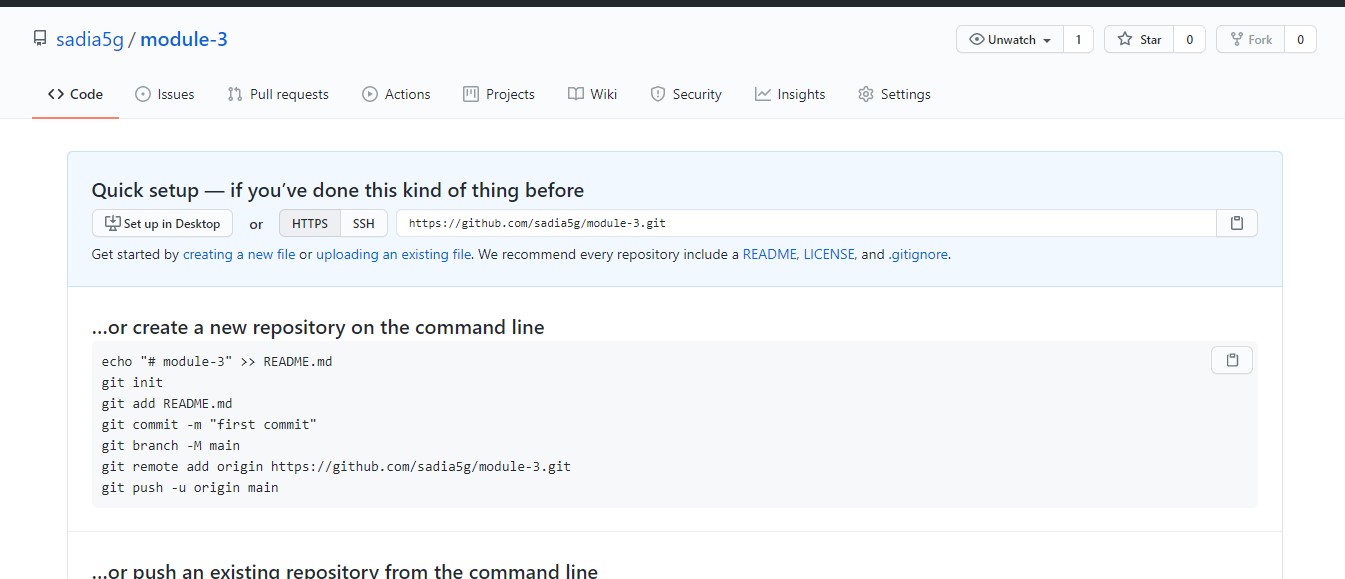 sadia5g / module-3
Unwatch 1 Star 0 Fork 0
Code Issues Pull requests Actions Projects Wiki Security Insights Settings
Quick setup — if you’ve done this kind of thing before
Set up in Desktop or HTTPS SSH https://github.com/sadia5g/module-3.git
Get started by creating a new file or uploading an existing file. We recommend every repository include a README, LICENSE, and .gitignore.
…or create a new repository on the command line
echo "# module-3" >> README.md
git init
git add README.md
git commit -m "first commit"
git branch -M main
git remote add origin https://github.com/sadia5g/module-3.git
git push -u origin main
…or push an existing repository from the command line